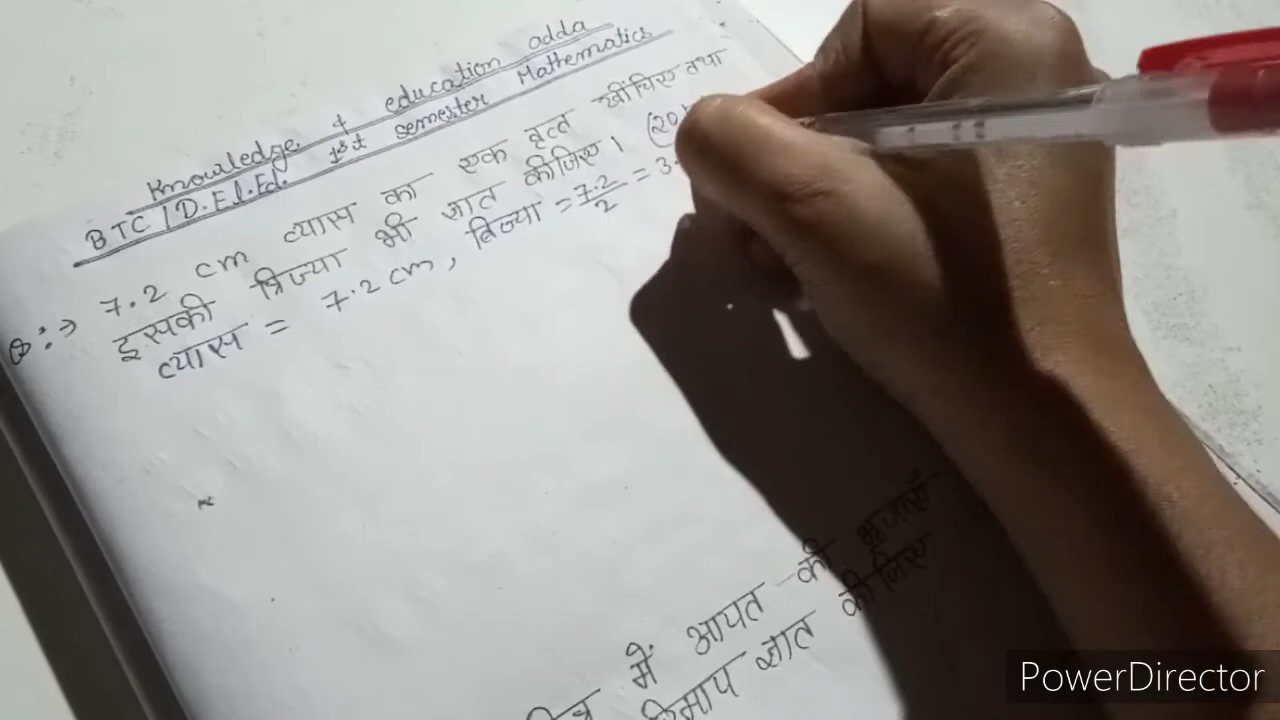 Knowledge & education adda
BTC / D.El.Ed. 1st semester Mathematics
Q:→ 7.2 cm व्यास का एक वृत्त खींचिए तथा
इसकी त्रिज्या भी ज्ञात कीजिए। (20
व्यास = 7.2 cm, त्रिज्या = 7.2/2 = 3.
में आयत की भुजाएँ
ज्ञात कीजिए
PowerDirector